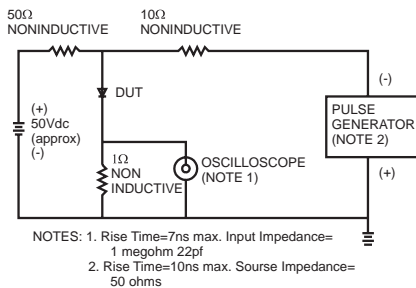 50Ω
NONINDUCTIVE
10Ω
NONINDUCTIVE
(+)
50Vdc
(approx)
(-)
DUT
1Ω
NON
INDUCTIVE
OSCILLOSCOPE
(NOTE 1)
(-)
PULSE
GENERATOR
(NOTE 2)
(+)
NOTES: 1. Rise Time=7ns max. Input Impedance=
1 megohm 22pf
2. Rise Time=10ns max. Sourse Impedance=
50 ohms